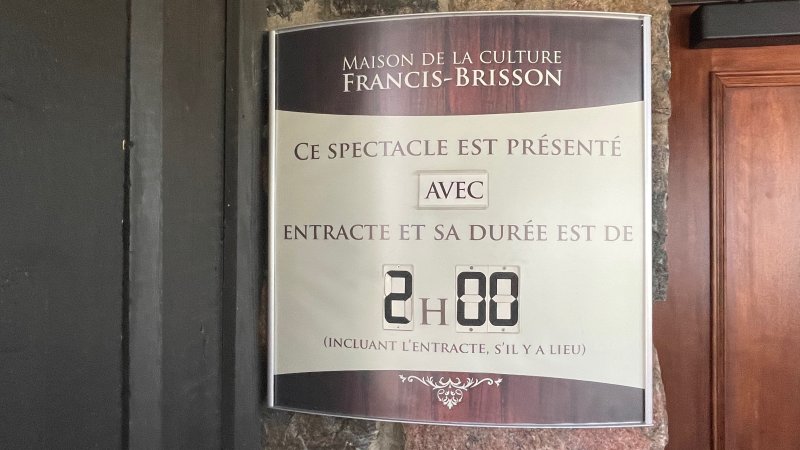 MAISON DE LA CULTURE
FRANCIS-BRISSON
CE SPECTACLE EST PRÉSENTÉ
AVEC
ENTRACTE ET SA DURÉE EST DE
2 H 00
(INCLUANT L'ENTRACTE, S'IL Y A LIEU)